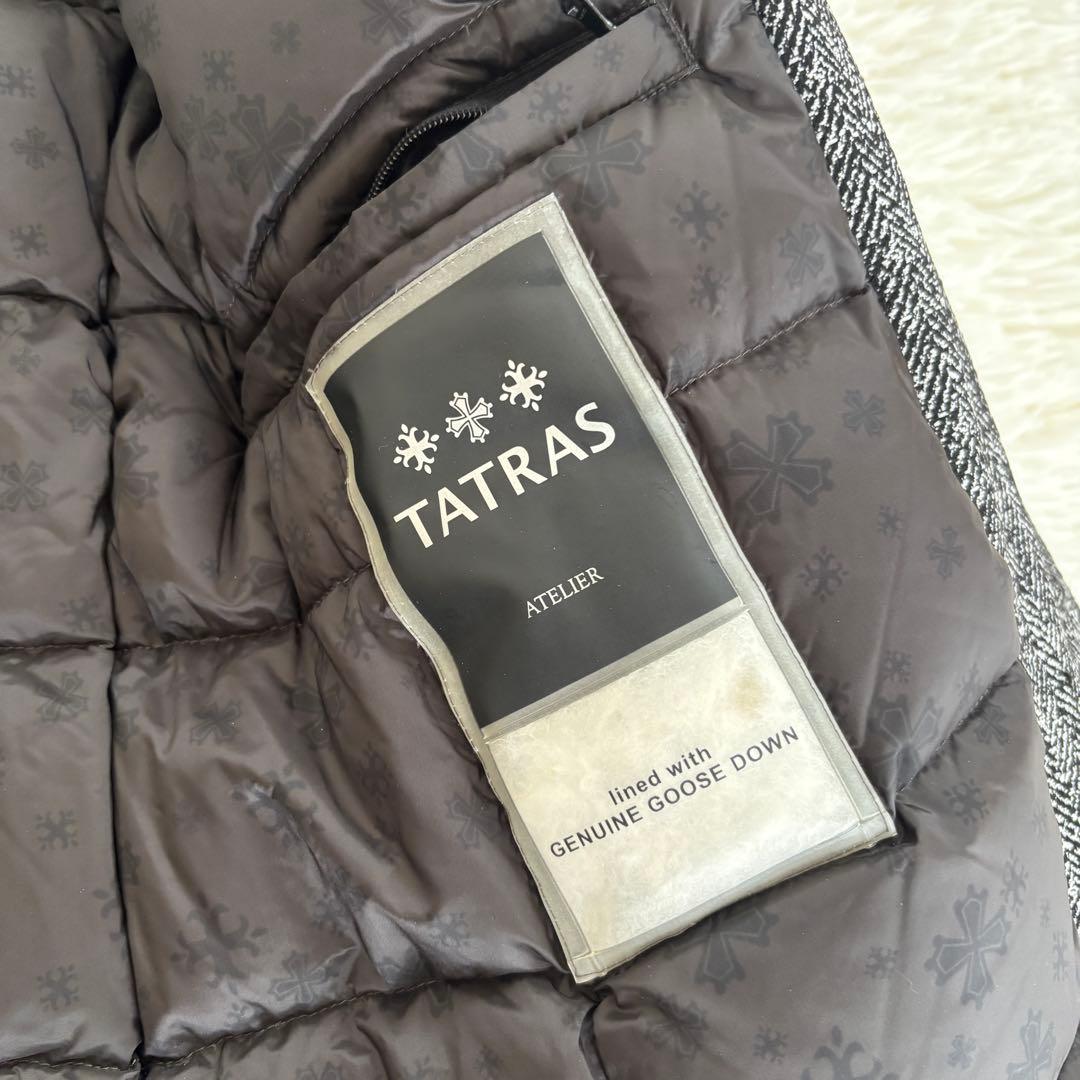 TATRAS
ATELIER
lined with
GENUINE GOOSE DOWN